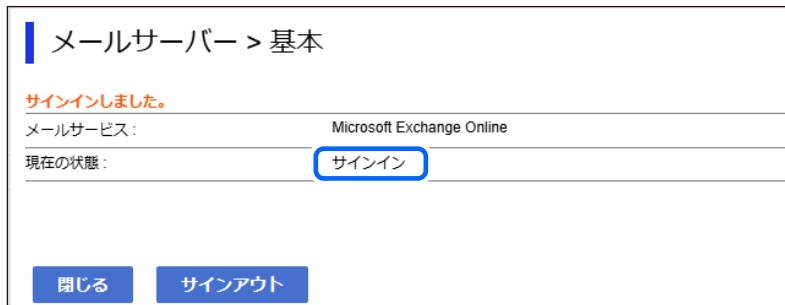 メールサーバー > 基本
サインインしました。
メールサービス : Microsoft Exchange Online
現在の状態 : サインイン
閉じる サインアウト